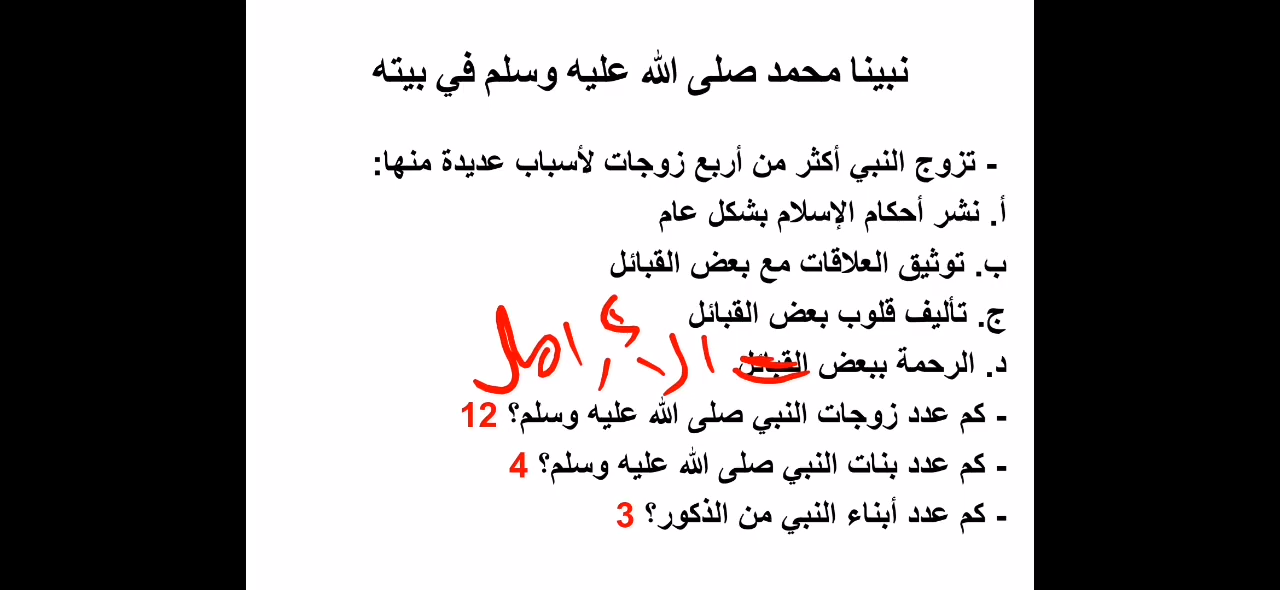 نبينا محمد صلى الله عليه وسلم في بيته
- تزوج النبي أكثر من أربع زوجات لأسباب عديدة منها:
أ. نشر أحكام الإسلام بشكل عام
ب. توثيق العلاقات مع بعض القبائل
ج. تأليف قلوب بعض القبائل
د. الرحمة ببعض القبائل الأرامل
- كم عدد زوجات النبي صلى الله عليه وسلم؟ 12
- كم عدد بنات النبي صلى الله عليه وسلم؟ 4
- كم عدد أبناء النبي من الذكور؟ 3